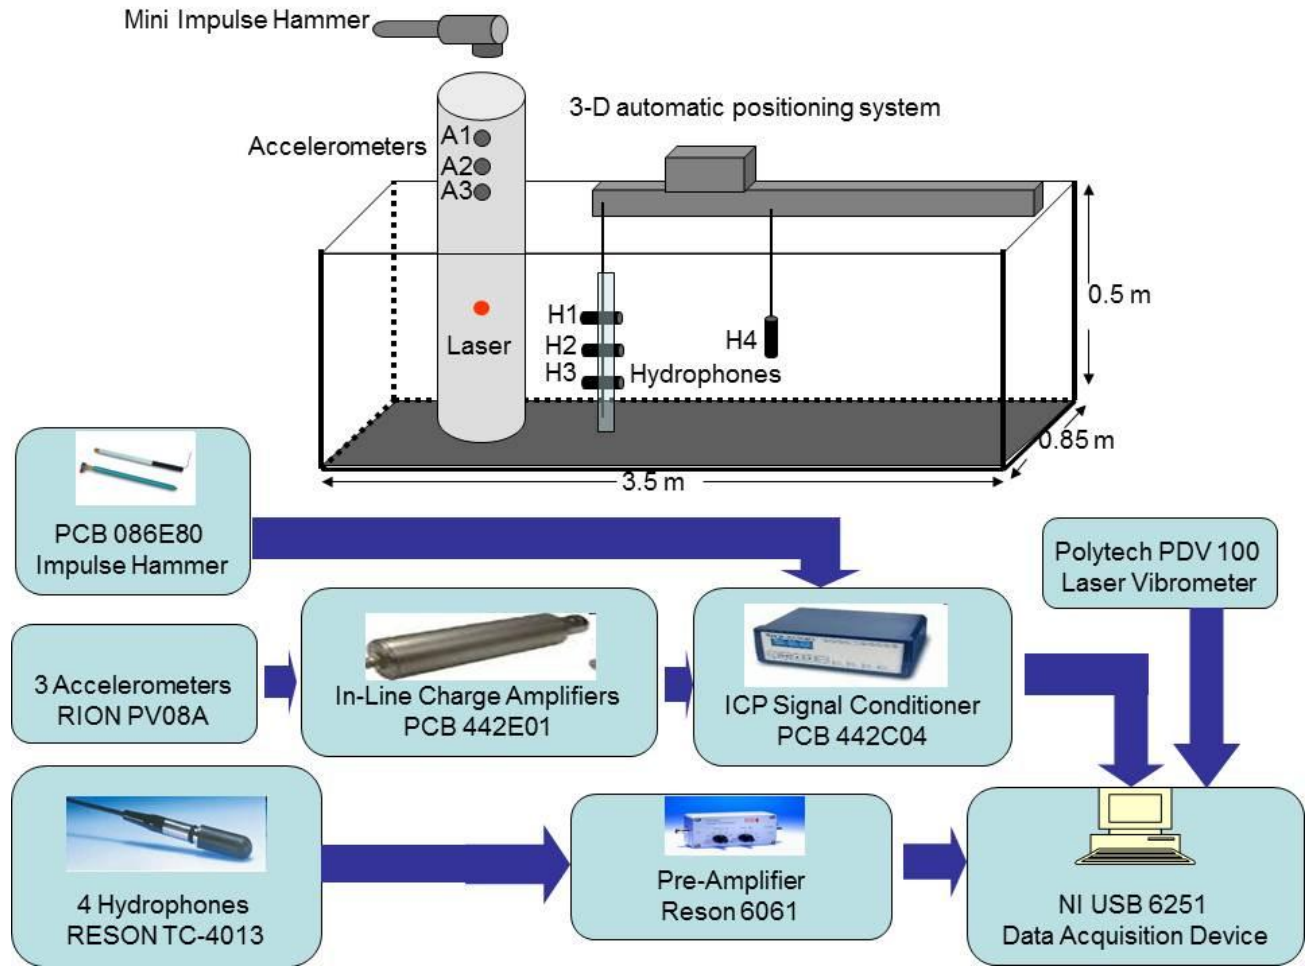 Mini Impulse Hammer
3-D automatic positioning system
Accelerometers
A1
A2
A3
0.5 m
H1
H2
H3
Laser
H4
Hydrophones
0.85 m
3.5 m
PCB 086E80
Impulse Hammer
Polytech PDV 100
Laser Vibrometer
3 Accelerometers
RION PV08A
In-Line Charge Amplifiers
PCB 442E01
ICP Signal Conditioner
PCB 442C04
4 Hydrophones
RESON TC-4013
Pre-Amplifier
Reson 6061
NI USB 6251
Data Acquisition Device